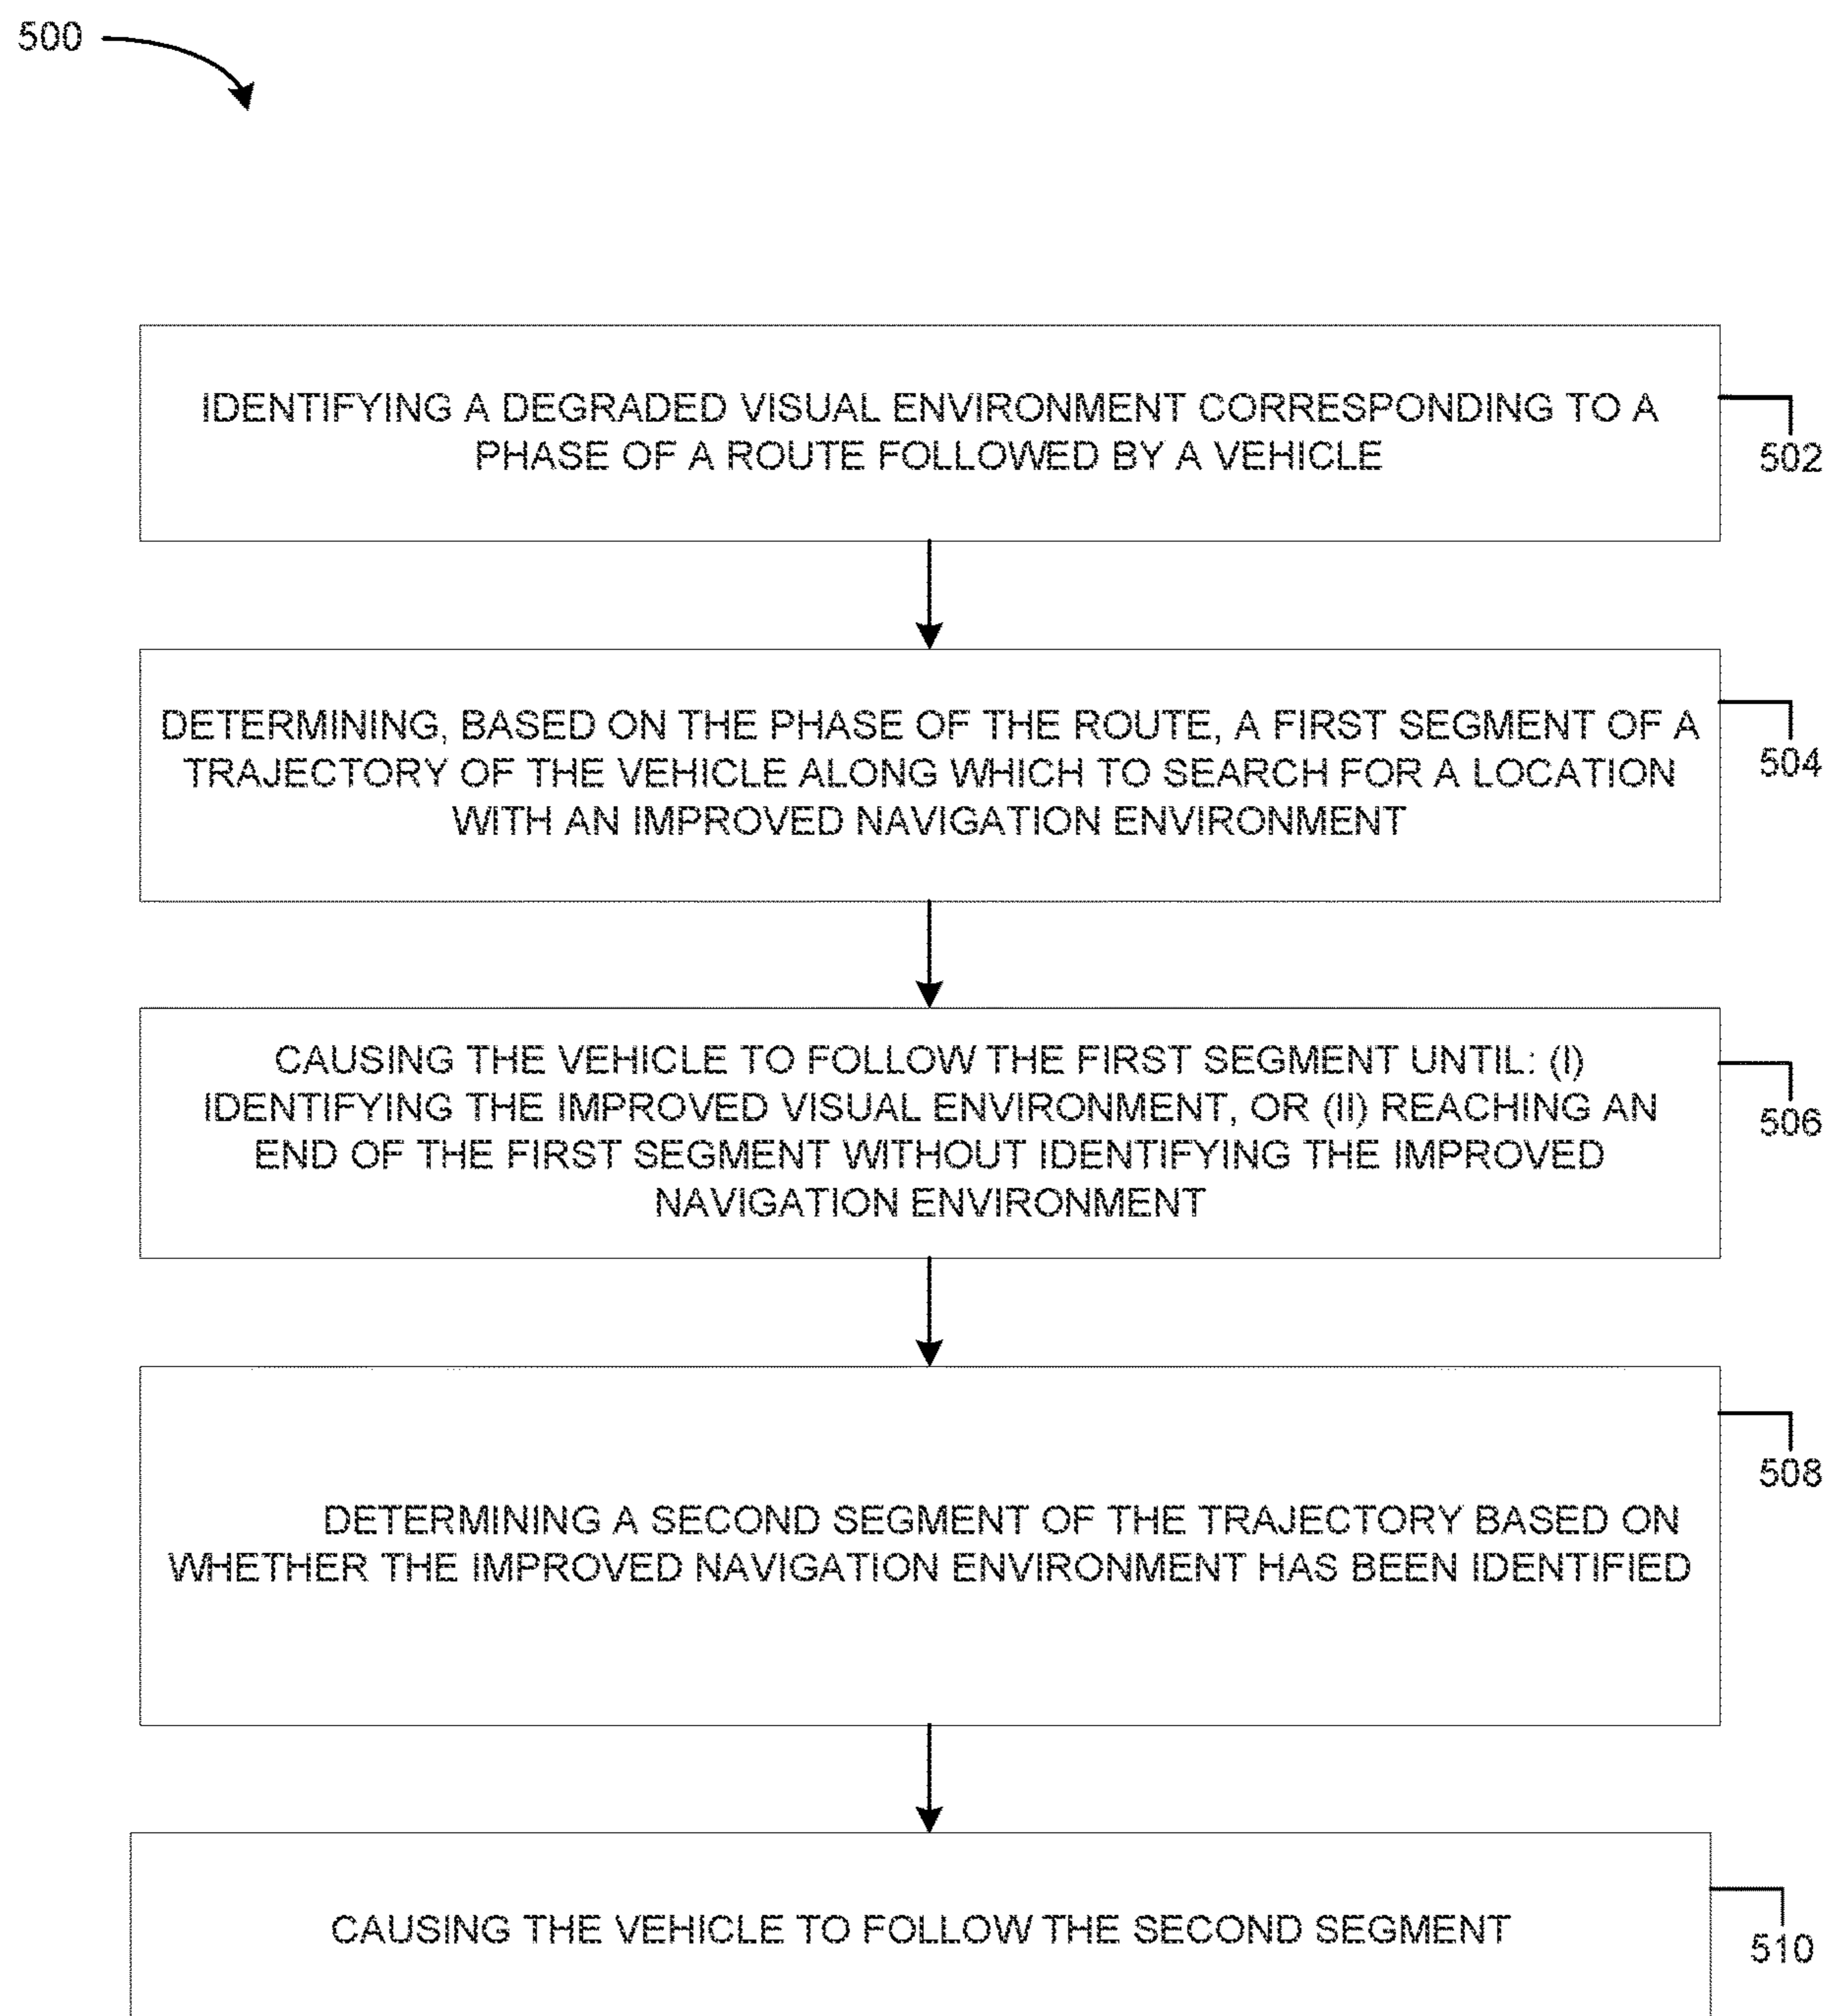 500
IDENTIFYING A DEGRADED VISUAL ENVIRONMENT CORRESPONDING TO A
PHASE OF A ROUTE FOLLOWED BY A VEHICLE
502
DETERMINING, BASED ON THE PHASE OF THE ROUTE, A FIRST SEGMENT OF A
TRAJECTORY OF THE VEHICLE ALONG WHICH TO SEARCH FOR A LOCATION
WITH AN IMPROVED NAVIGATION ENVIRONMENT
504
CAUSING THE VEHICLE TO FOLLOW THE FIRST SEGMENT UNTIL: (I)
IDENTIFYING THE IMPROVED VISUAL ENVIRONMENT, OR (II) REACHING AN
END OF THE FIRST SEGMENT WITHOUT IDENTIFYING THE IMPROVED
NAVIGATION ENVIRONMENT
506
DETERMINING A SECOND SEGMENT OF THE TRAJECTORY BASED ON
WHETHER THE IMPROVED NAVIGATION ENVIRONMENT HAS BEEN IDENTIFIED
508
CAUSING THE VEHICLE TO FOLLOW THE SECOND SEGMENT
510